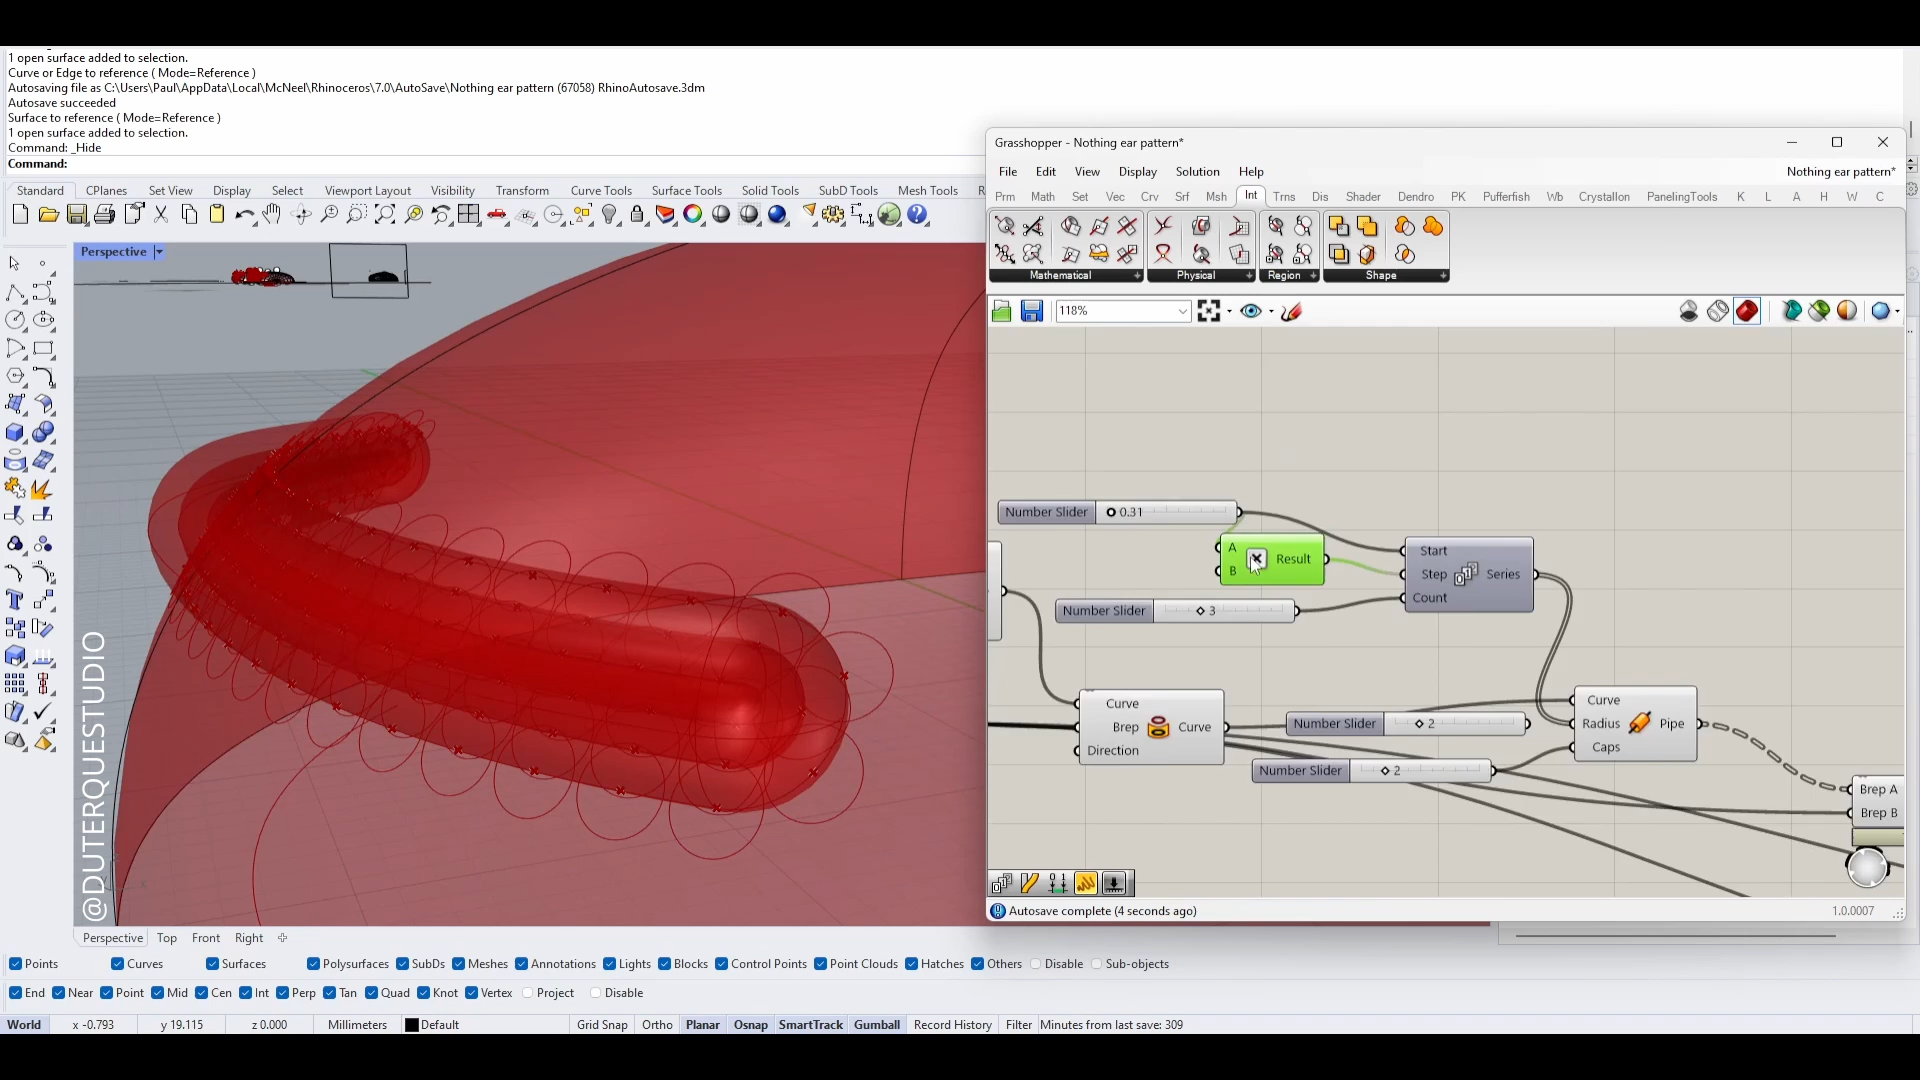 1 open surface added to selection.
Curve or Edge to reference ( Mode=Reference )
Autosaving file as C:\Users\Paul\AppData\Local\McNeel\Rhinoceros\7.0\AutoSave\Nothing ear pattern (67058) RhinoAutosave.3dm
Autosave succeeded
Surface to reference ( Mode=Reference )
1 open surface added to selection.
Command: _Hide
Command:
Standard CPlanes Set View Display Select Viewport Layout Visibility Transform Curve Tools Surface Tools Solid Tools SubD Tools Mesh Tools
Perspective
@DUTERQUESTUDIO
Grasshopper - Nothing ear pattern*
File Edit View Display Solution Help Nothing ear pattern*
Prm Math Set Vec Crv Srf Msh Int Trns Dis Shader Dendro PK Pufferfish Wb Crystallon PanelingTools K L A H W C
Mathematical Physical Region Shape
118%
Number Slider 0.31
A B Result
Start
Step Series
Count
Number Slider 3
Curve
Brep Curve
Direction
Number Slider 2
Number Slider 2
Curve
Radius Pipe
Caps
Brep A
Brep B
Autosave complete (4 seconds ago) 1.0.0007
Perspective Top Front Right
Points Curves Surfaces Polysurfaces SubDs Meshes Annotations Lights Blocks Control Points Point Clouds Hatches Others Disable Sub-objects
End Near Point Mid Cen Int Perp Tan Quad Knot Vertex Project Disable
World x -0.793 y 19.115 z 0.000 Millimeters Default Grid Snap Ortho Planar Osnap SmartTrack Gumball Record History Filter Minutes from last save: 309